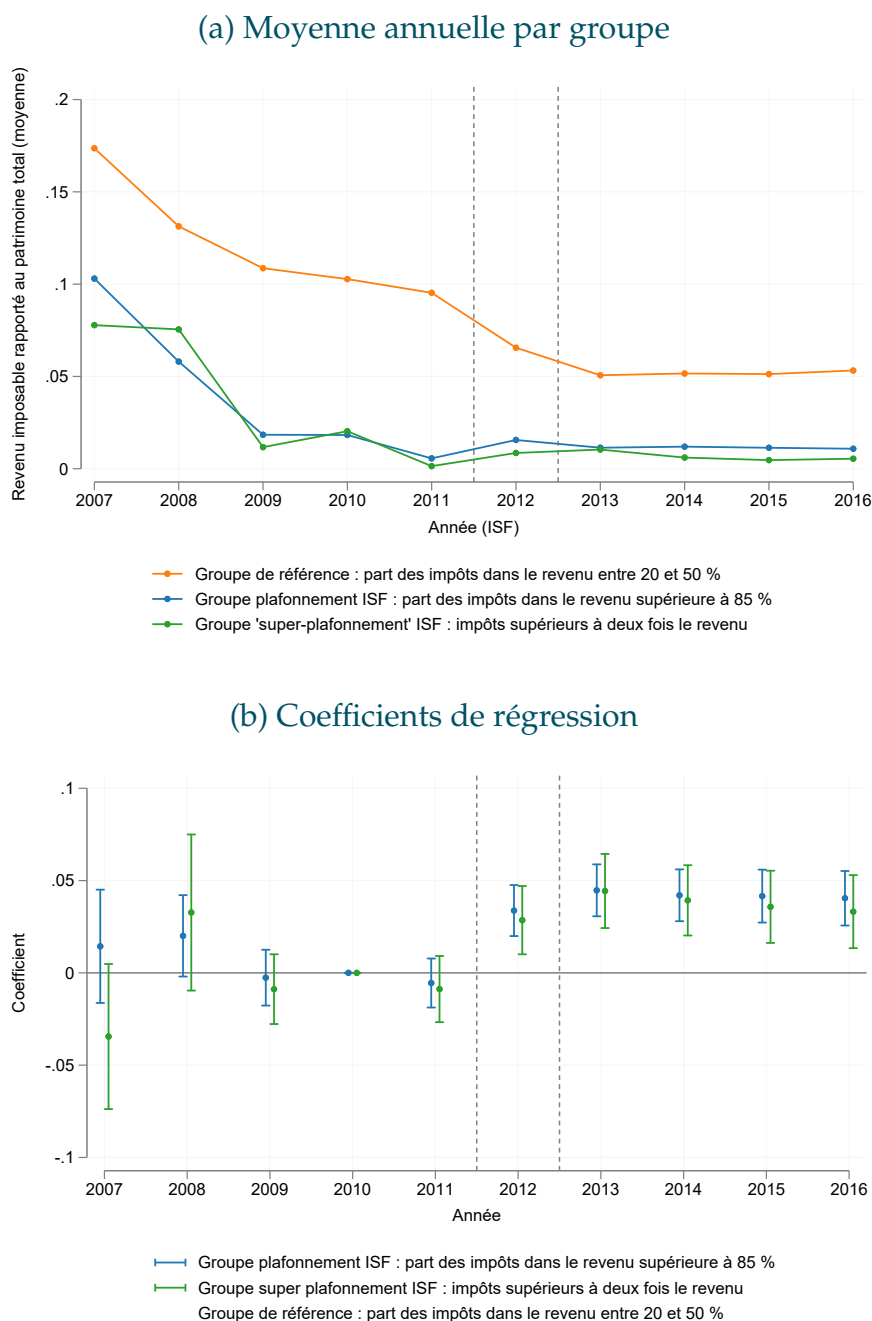 (a) Moyenne annuelle par groupe
Revenu imposable rapporté au patrimoine total (moyenne)
.2
.15
.1
.05
0
2007 2008 2009 2010 2011 2012 2013 2014 2015 2016
Année (ISF)
Groupe de référence : part des impôts dans le revenu entre 20 et 50 %
Groupe plafonnement ISF : part des impôts dans le revenu supérieure à 85 %
Groupe 'super-plafonnement' ISF : impôts supérieurs à deux fois le revenu
(b) Coefficients de régression
Coefficient
.1
.05
0
-.05
-.1
2007 2008 2009 2010 2011 2012 2013 2014 2015 2016
Année
Groupe plafonnement ISF : part des impôts dans le revenu supérieure à 85 %
Groupe super plafonnement ISF : impôts supérieurs à deux fois le revenu
Groupe de référence : part des impôts dans le revenu entre 20 et 50 %